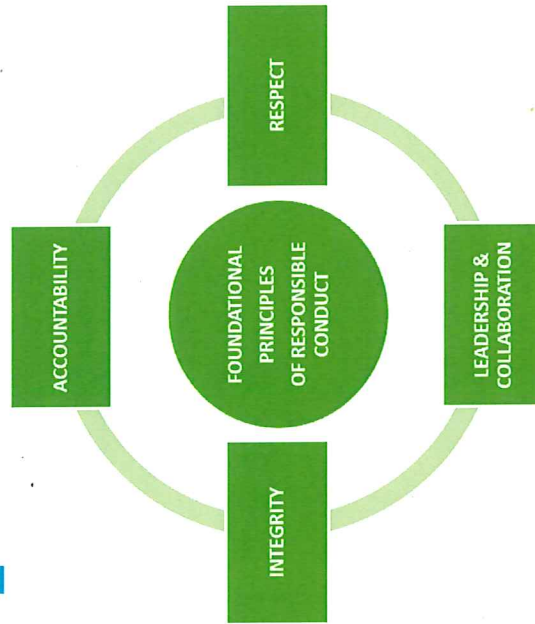 ACCOUNTABILITY
INTEGRITY
FOUNDATIONAL
PRINCIPLES
OF RESPONSIBLE
CONDUCT
RESPECT
LEADERSHIP &
COLLABORATION